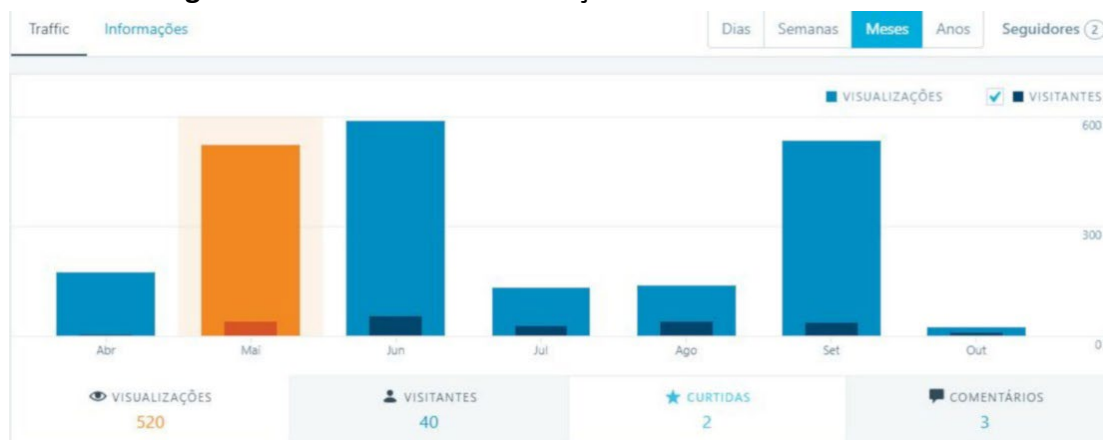 Traffic Informações Dias Semanas Meses Anos Seguidores 2
VISUALIZAÇÕES VISITANTES
600
300
0
Abr Mai Jun Jul Ago Set Out
VISUALIZAÇÕES VISITANTES CURTIDAS COMENTÁRIOS
520 40 2 3